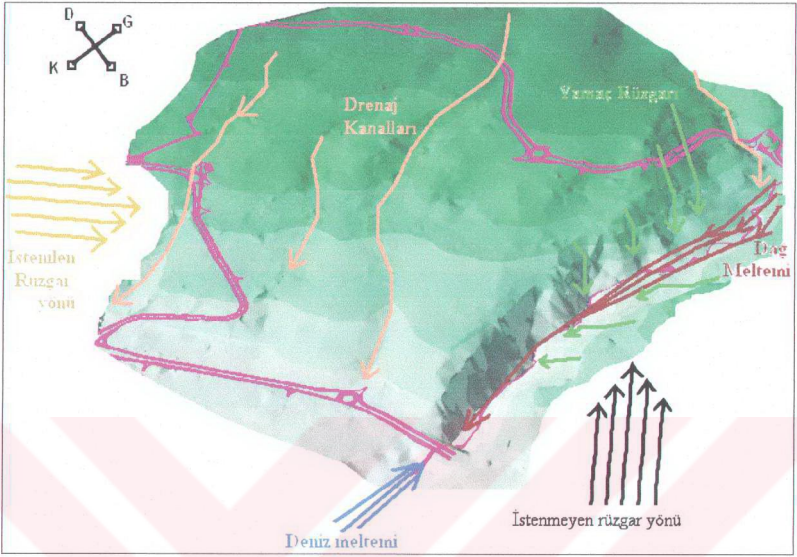 D
G
K
B
Drenaj
Kanalları
Yamaç Rüzgarı
İstenilen
Rüzgar
yönü
Dağ
Meltemi
İstenmeyen rüzgar yönü
Deniz meltemi